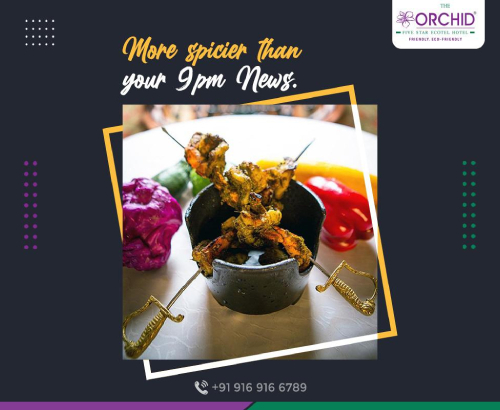 THE
ORCHID
FIVE STAR ECOTEL HOTEL
FRIENDLY. ECO-FRIENDLY
More spicier than
your 9pm News.
+91 916 916 6789